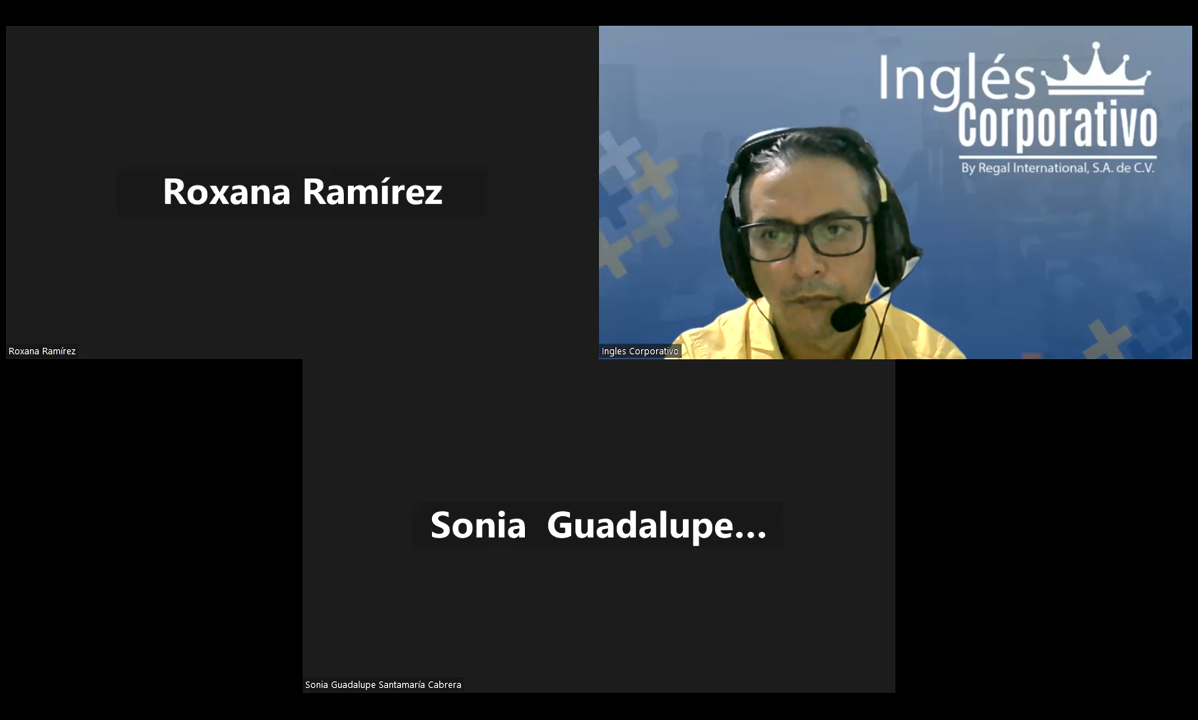 Roxana Ramírez
Roxana Ramírez
Inglés
Corporativo
By Regal International, S.A. de C.V.
Ingles Corporativo
Sonia Guadalupe...
Sonia Guadalupe Santamaría Cabrera